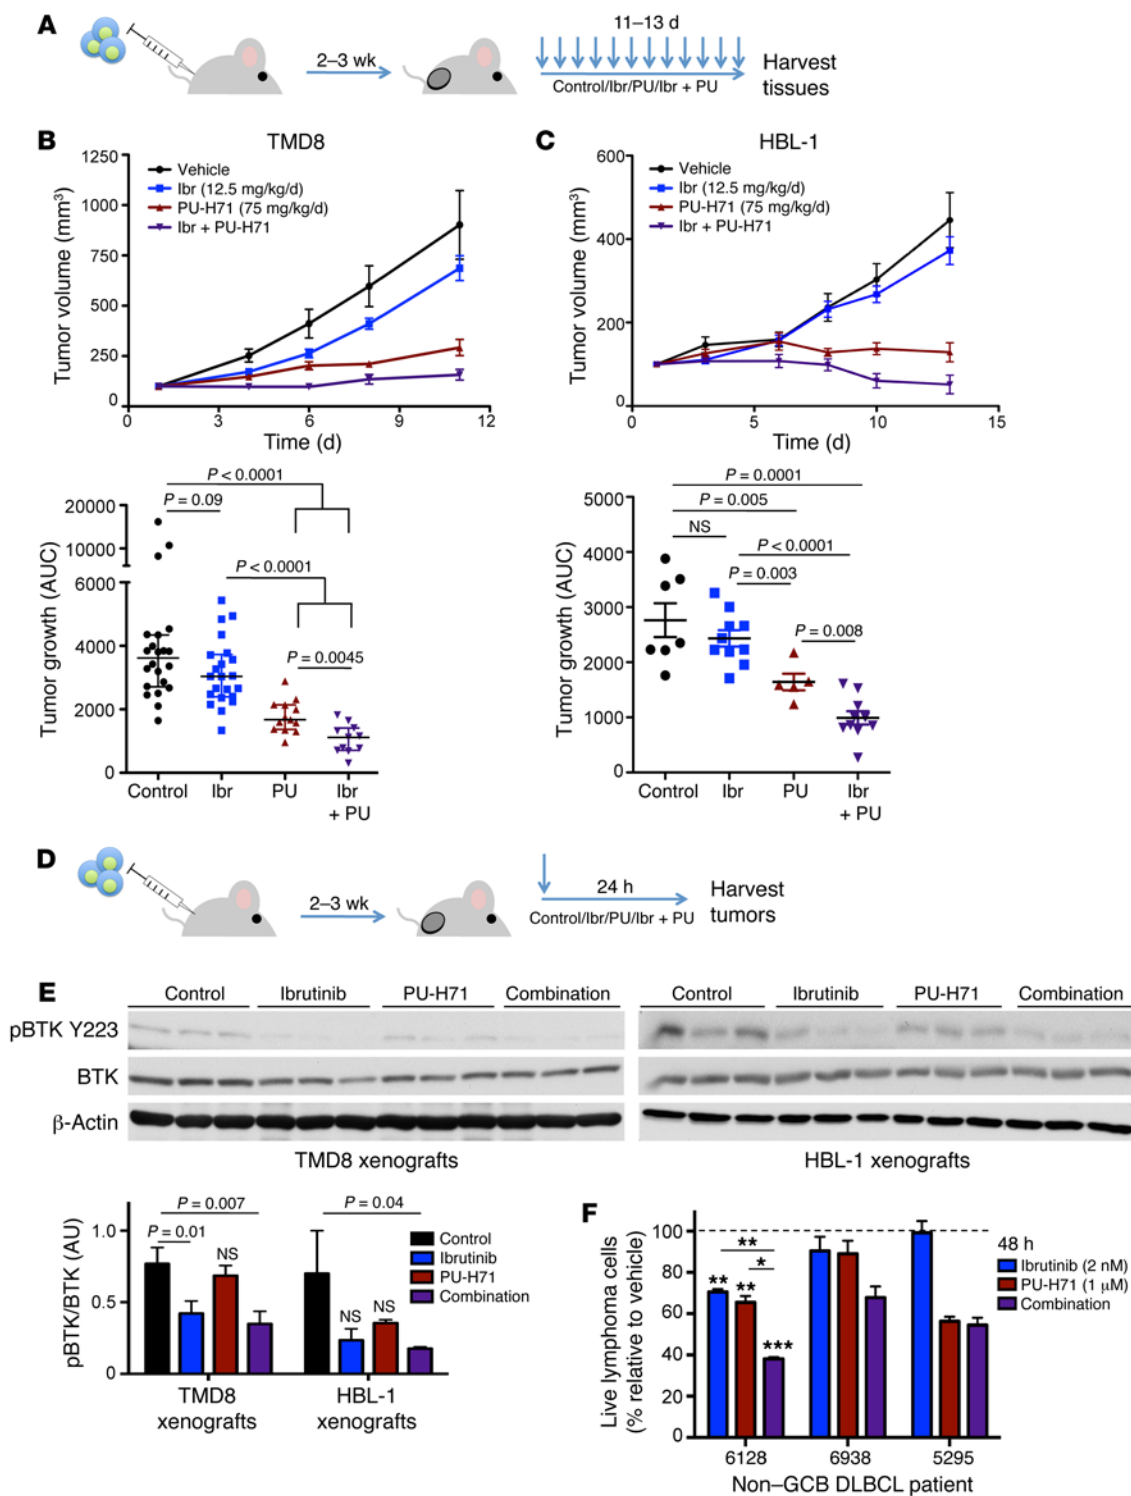 A
2–3 wk
11–13 d
Control/Ibr/PU/Ibr + PU
Harvest
tissues
B
TMD8
Tumor volume (mm³)
1250
1000
750
500
250
0
Vehicle
Ibr (12.5 mg/kg/d)
PU-H71 (75 mg/kg/d)
Ibr + PU-H71
0 3 6 9 12
Time (d)
C
HBL-1
Tumor volume (mm³)
600
400
200
0
Vehicle
Ibr (12.5 mg/kg/d)
PU-H71 (75 mg/kg/d)
Ibr + PU-H71
0 5 10 15
Time (d)
Tumor growth (AUC)
20000
10000
6000
4000
2000
0
P < 0.0001
P = 0.09
P < 0.0001
P = 0.0045
Control Ibr PU Ibr
+ PU
Tumor growth (AUC)
5000
4000
3000
2000
1000
0
P = 0.0001
P = 0.005
NS
P < 0.0001
P = 0.003
P = 0.008
Control Ibr PU Ibr
+ PU
D
2–3 wk
24 h
Control/Ibr/PU/Ibr + PU
Harvest
tumors
E
Control Ibrutinib PU-H71 Combination
Control Ibrutinib PU-H71 Combination
pBTK Y223
BTK
β-Actin
TMD8 xenografts
HBL-1 xenografts
pBTK/BTK (AU)
1.0
0.5
0
P = 0.007
P = 0.01
NS
P = 0.04
NS NS
Control
Ibrutinib
PU-H71
Combination
TMD8
xenografts
HBL-1
xenografts
F
Live lymphoma cells
(% relative to vehicle)
100
80
60
40
20
0
**
*
** **
***
48 h
Ibrutinib (2 nM)
PU-H71 (1 μM)
Combination
6128 6938 5295
Non–GCB DLBCL patient